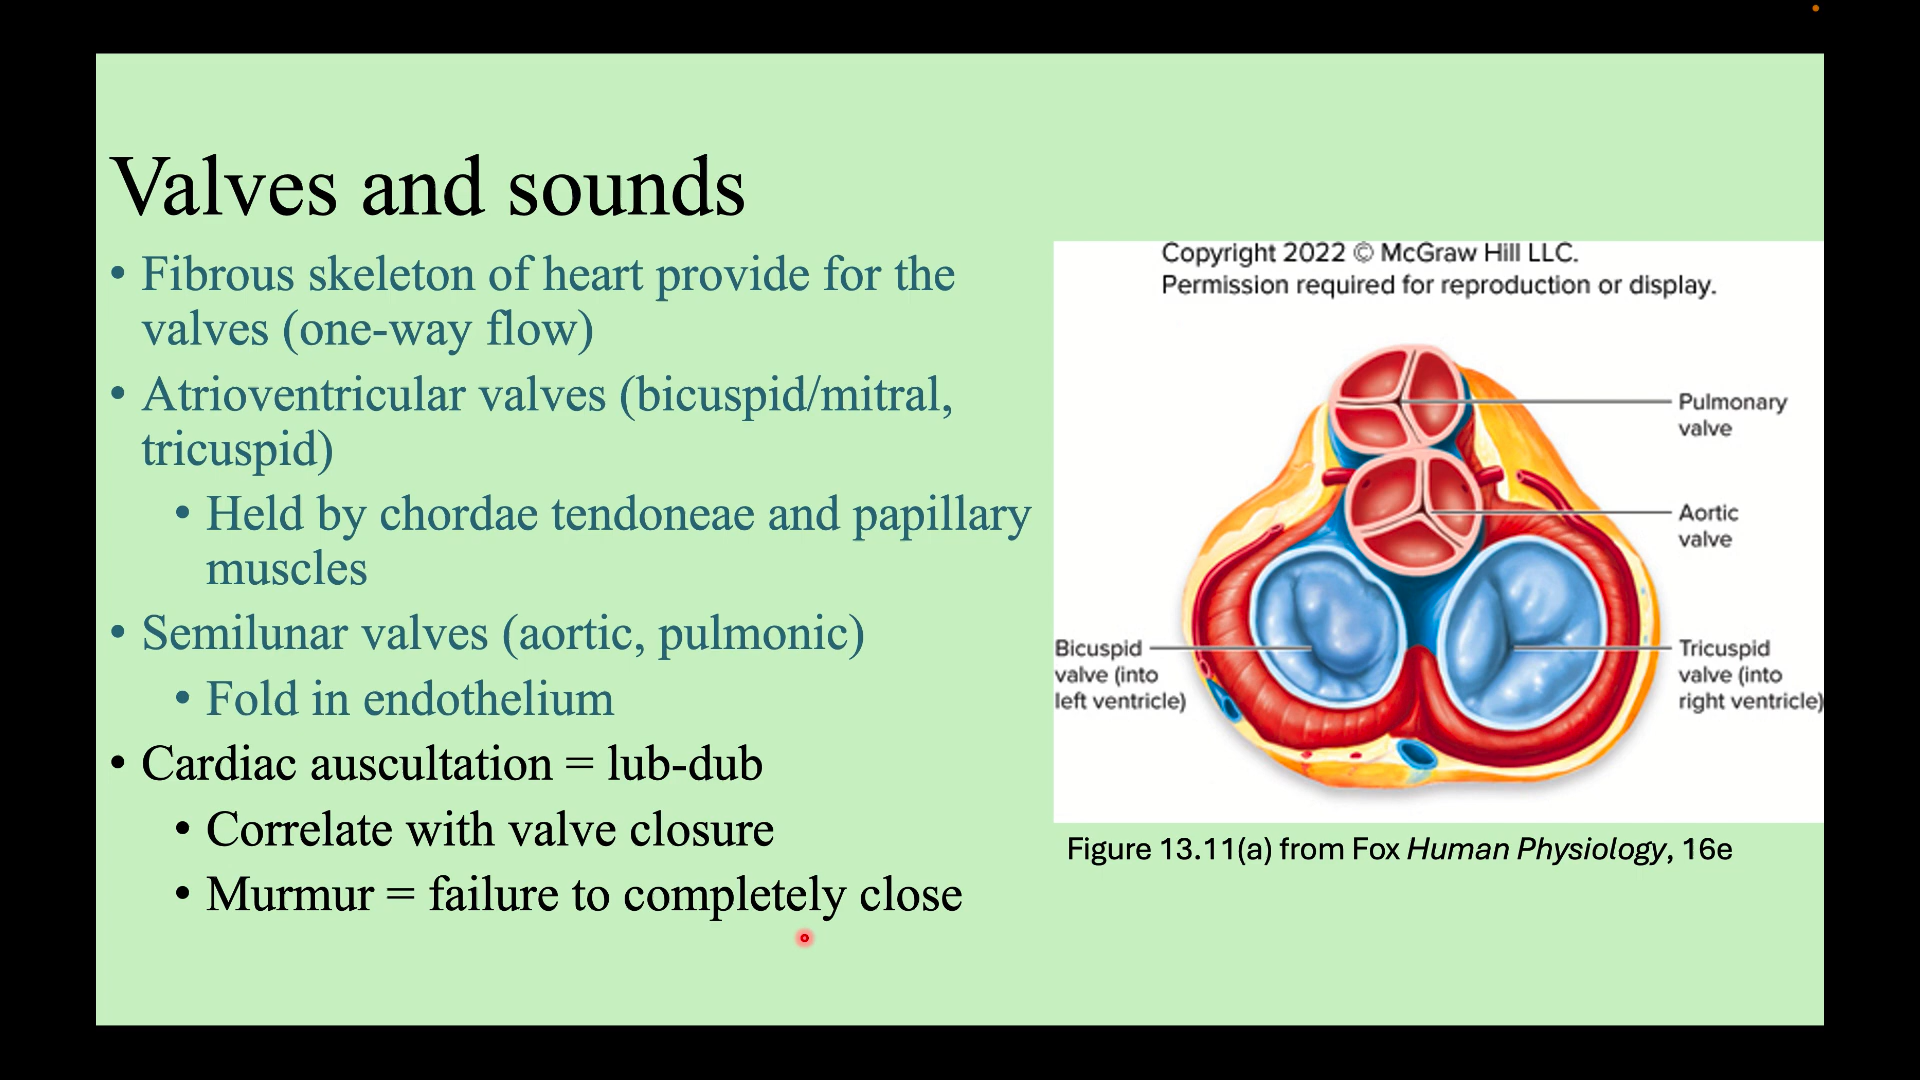 Valves and sounds
• Fibrous skeleton of heart provide for the
valves (one-way flow)
• Atrioventricular valves (bicuspid/mitral,
tricuspid)
• Held by chordae tendoneae and papillary
muscles
• Semilunar valves (aortic, pulmonic)
• Fold in endothelium
• Cardiac auscultation = lub-dub
• Correlate with valve closure
• Murmur = failure to completely close
Copyright 2022 © McGraw Hill LLC.
Permission required for reproduction or display.
Pulmonary
valve
Aortic
valve
Bicuspid
valve (into
left ventricle)
Tricuspid
valve (into
right ventricle)
Figure 13.11(a) from Fox Human Physiology, 16e